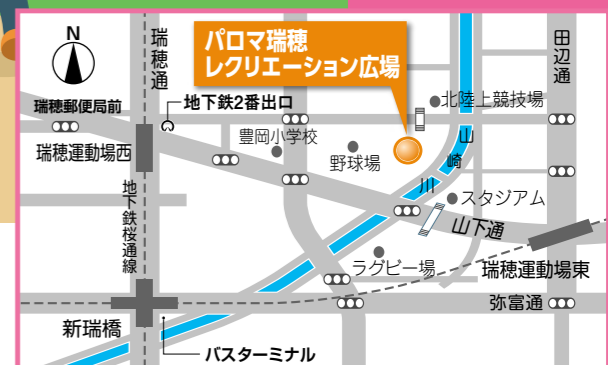 N
瑞穂通
パロマ瑞穂
レクリエーション広場
田辺通
瑞穂郵便局前
地下鉄2番出口
北陸上競技場
豊岡小学校
野球場
瑞穂運動場西
山崎川
スタジアム
地下鉄桜通線
山下通
ラグビー場
瑞穂運動場東
弥富通
新瑞橋
バスターミナル